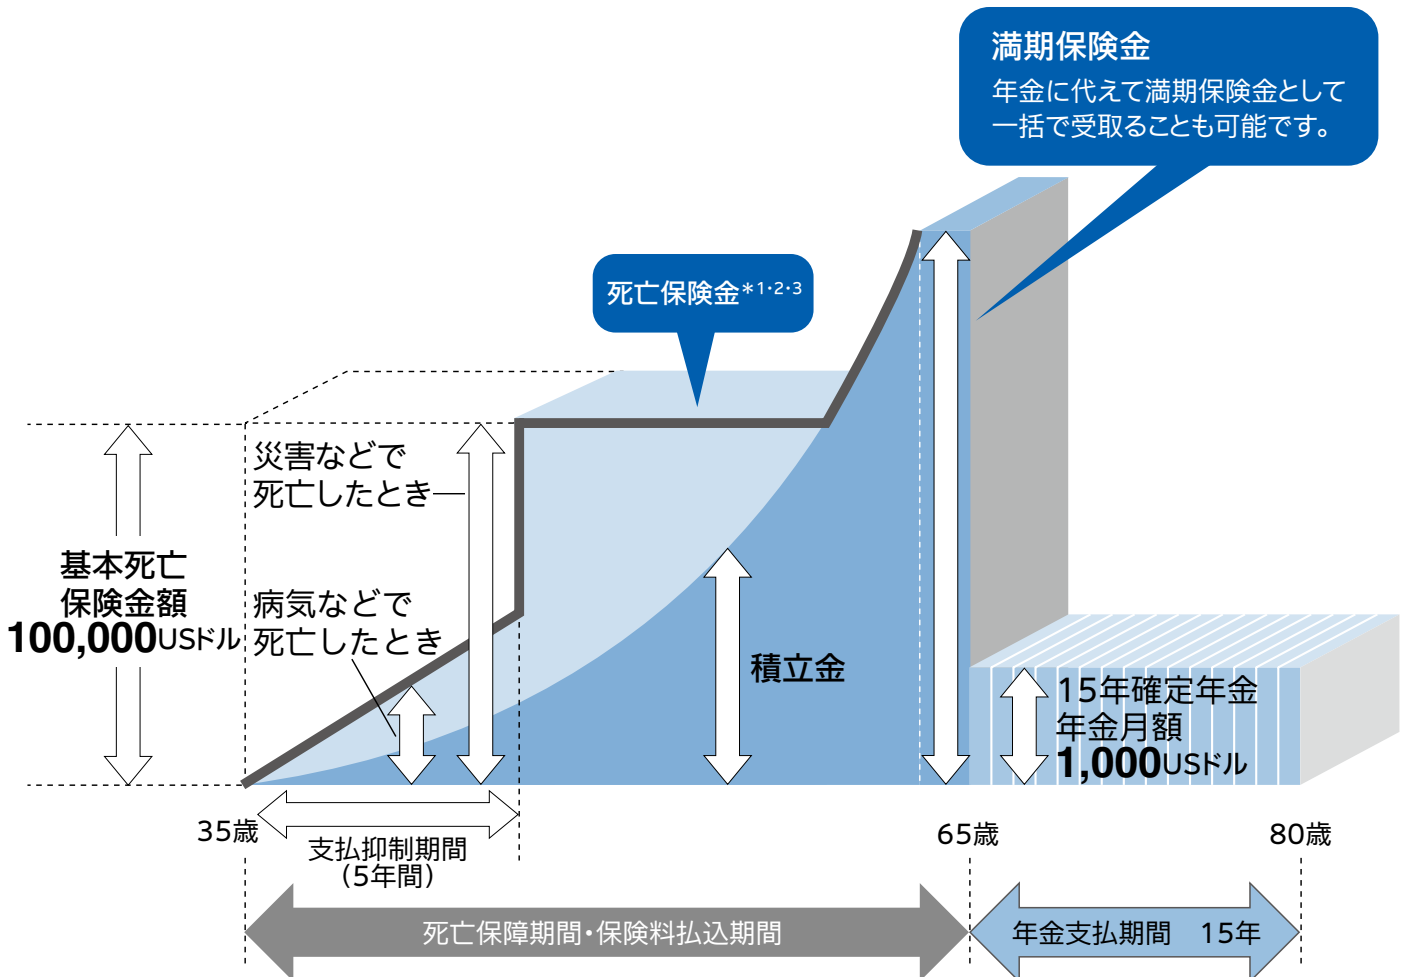 満期保険金
年金に代えて満期保険金として
一括で受取ることも可能です。
死亡保険金*1・2・3
災害などで
死亡したとき
基本死亡
保険金額
100,000USドル
病気などで
死亡したとき
積立金
15年確定年金
年金月額
1,000USドル
35歳
65歳
80歳
支払抑制期間
(5年間)
死亡保障期間・保険料払込期間
年金支払期間 15年